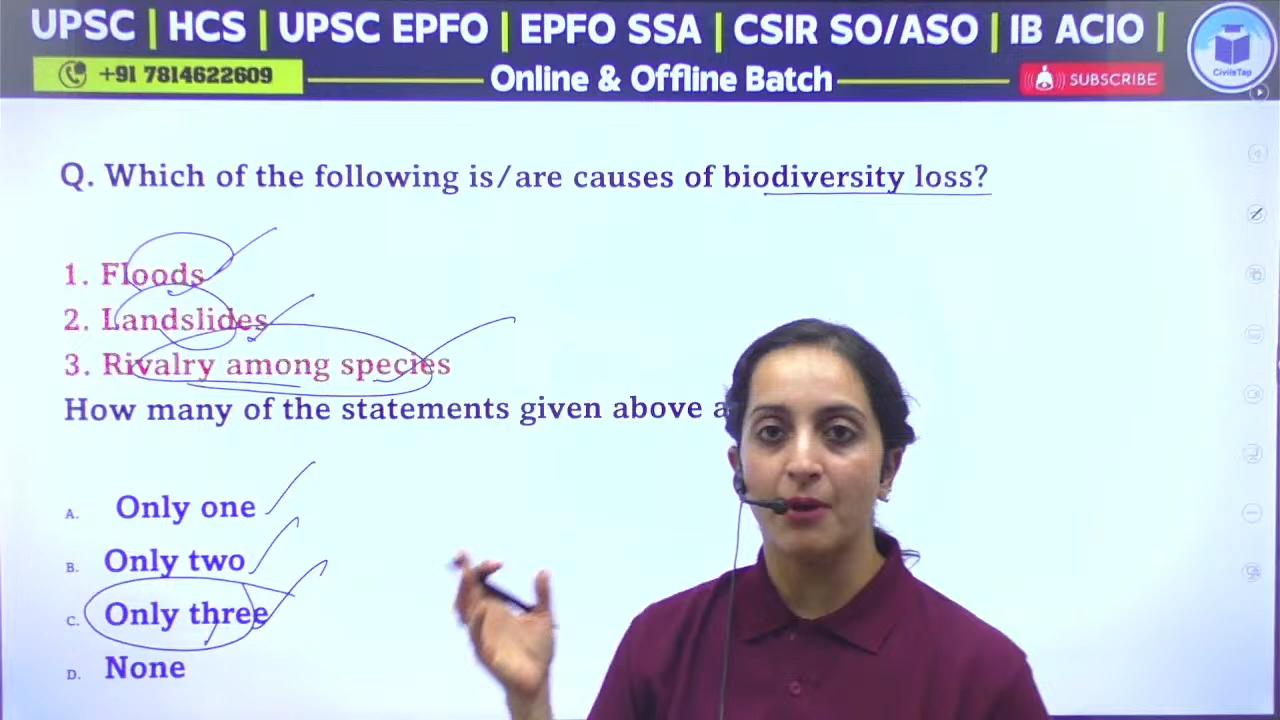 UPSC | HCS | UPSC EPFO | EPFO SSA | CSIR SO/ASO | IB ACIO |
+91 7814622609
Online & Offline Batch
SUBSCRIBE
CivilsTap
Q. Which of the following is/are causes of biodiversity loss?
1. Floods
2. Landslides
3. Rivalry among species
How many of the statements given above a
A. Only one
B. Only two
C. Only three
D. None